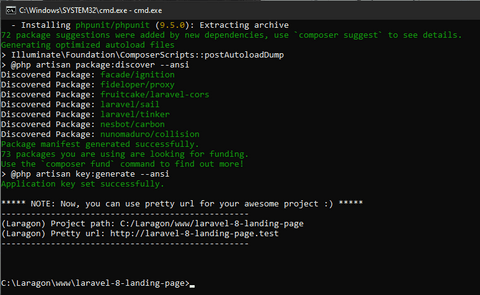 C:\Windows\SYSTEM32\cmd.exe - cmd.exe
- Installing phpunit/phpunit (9.5.0): Extracting archive
72 package suggestions were added by new dependencies, use `composer suggest` to see details.
Generating optimized autoload files
> Illuminate\Foundation\ComposerScripts::postAutoloadDump
> @php artisan package:discover --ansi
Discovered Package: facade/ignition
Discovered Package: fideloper/proxy
Discovered Package: fruitcake/laravel-cors
Discovered Package: laravel/sail
Discovered Package: laravel/tinker
Discovered Package: nesbot/carbon
Discovered Package: nunomaduro/collision
Package manifest generated successfully.
73 packages you are using are looking for funding.
Use the `composer fund` command to find out more!
> @php artisan key:generate --ansi
Application key set successfully.
***** NOTE: Now, you can use pretty url for your awesome project :) *****
--------------------------------------------------
(Laragon) Project path: C:/Laragon/www/laravel-8-landing-page
(Laragon) Pretty url: http://laravel-8-landing-page.test
--------------------------------------------------
C:\Laragon\www\laravel-8-landing-page>